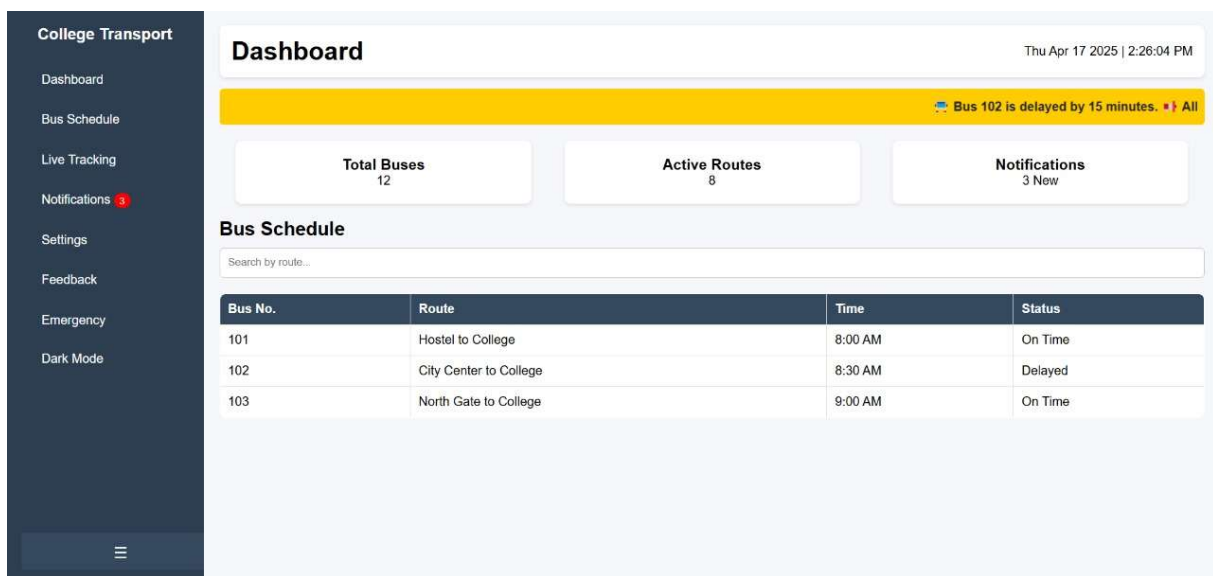 College Transport
Dashboard
Bus Schedule
Live Tracking
Notifications 3
Settings
Feedback
Emergency
Dark Mode
Dashboard
Thu Apr 17 2025 | 2:26:04 PM
Bus 102 is delayed by 15 minutes. All
Total Buses
12
Active Routes
8
Notifications
3 New
Bus Schedule
Search by route...
Bus No. Route Time Status
101 Hostel to College 8:00 AM On Time
102 City Center to College 8:30 AM Delayed
103 North Gate to College 9:00 AM On Time